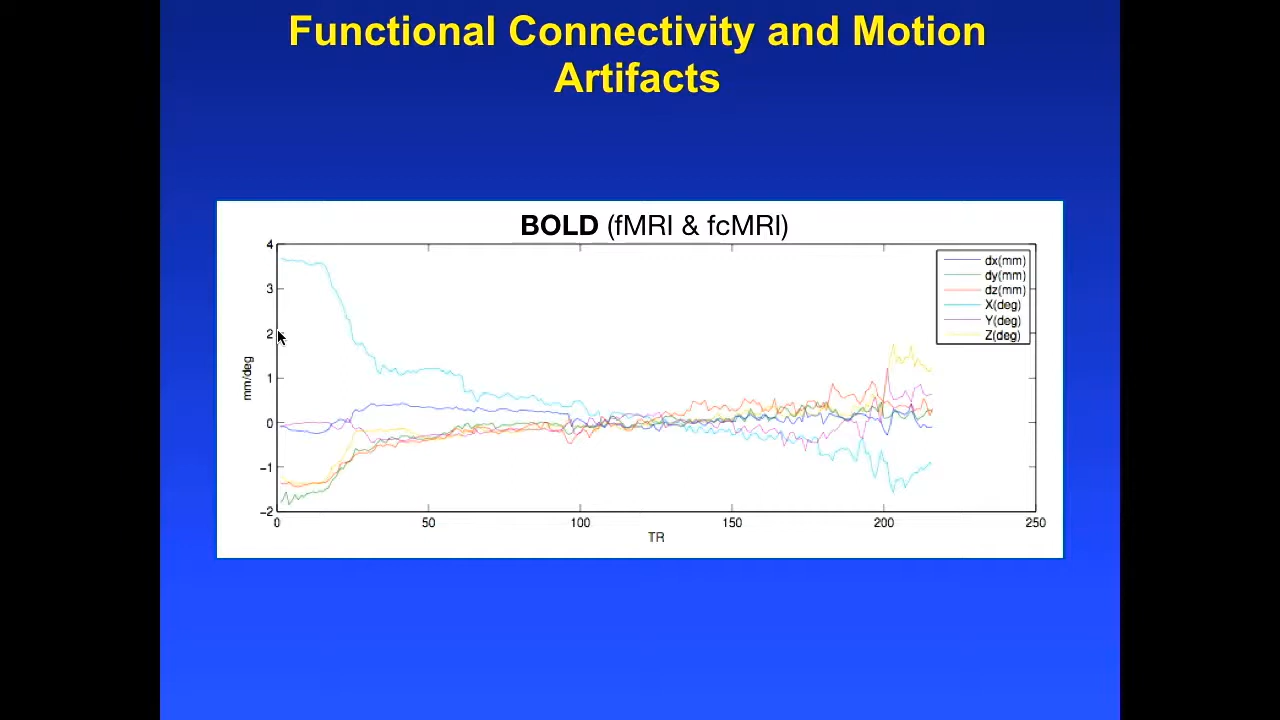 Functional Connectivity and Motion
Artifacts
BOLD (fMRI & fcMRI)
4
3
2
1
0
−1
−2
mm/deg
0 50 100 150 200 250
TR
dx(mm)
dy(mm)
dz(mm)
X(deg)
Y(deg)
Z(deg)